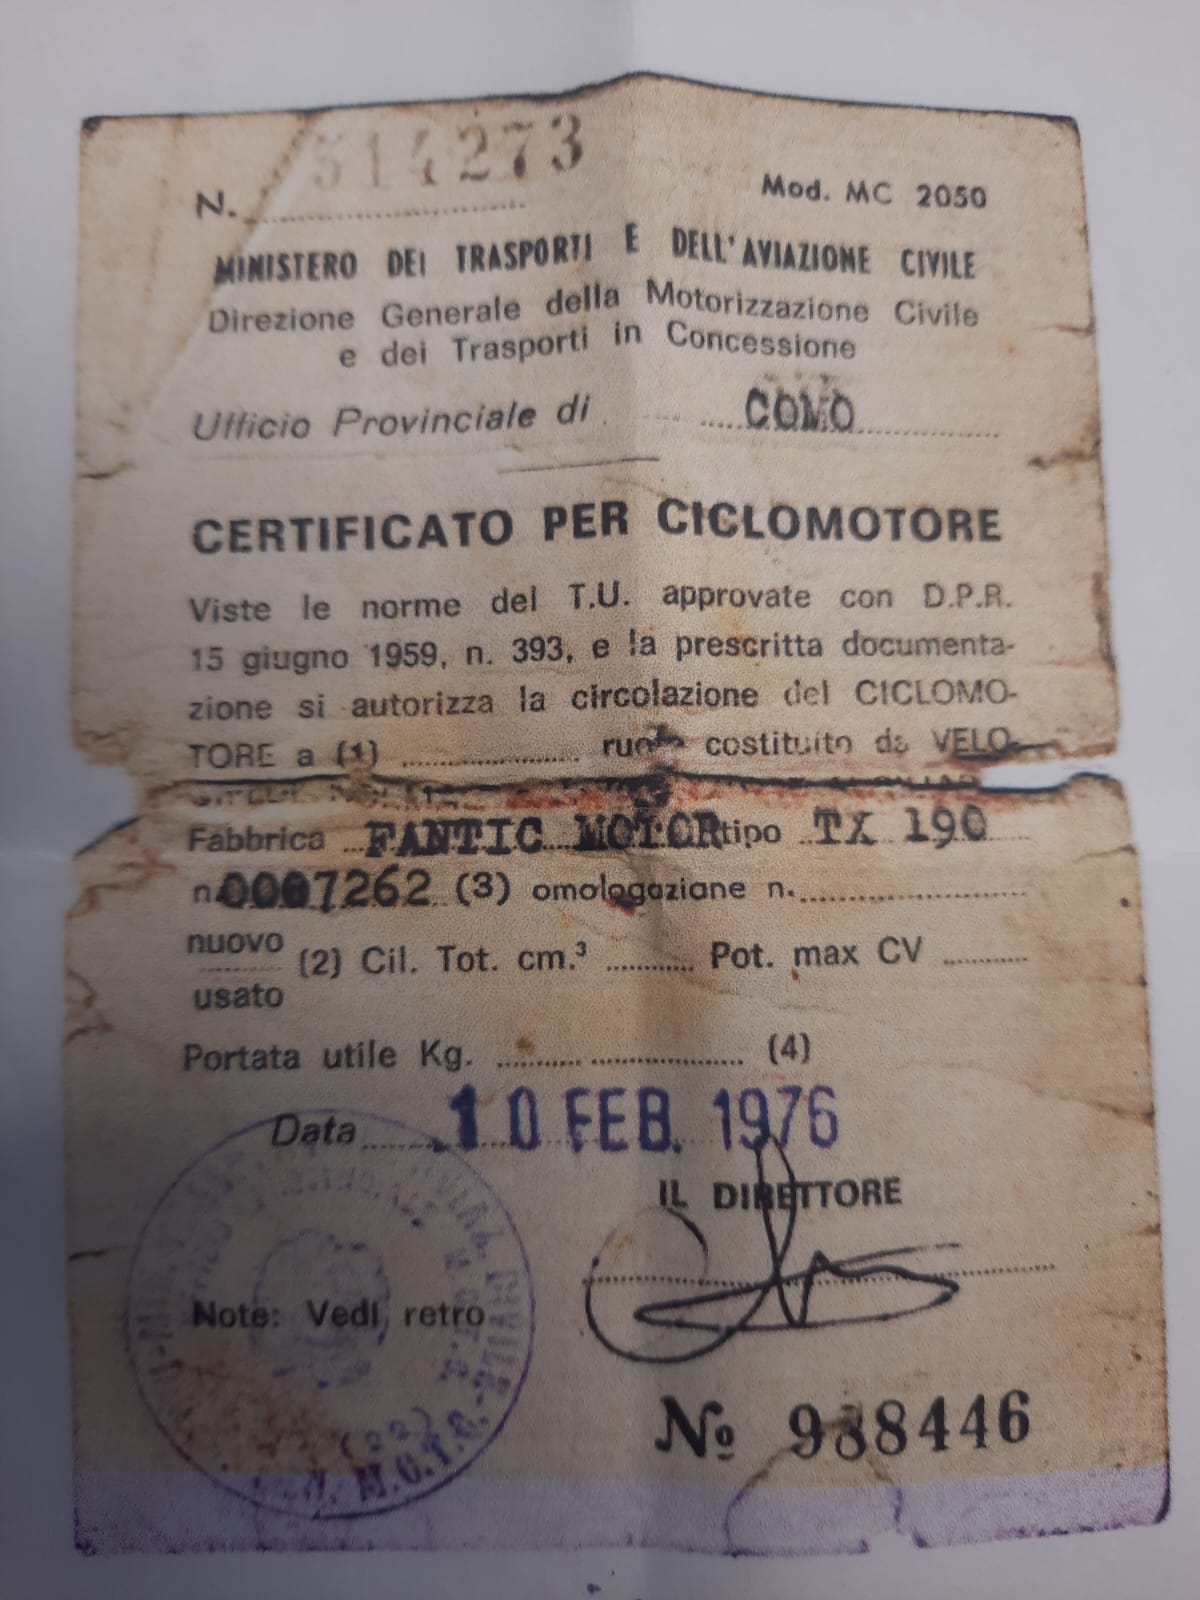 N. 514273
Mod. MC 2050
MINISTERO DEI TRASPORTI E DELL'AVIAZIONE CIVILE
Direzione Generale della Motorizzazione Civile
e dei Trasporti in Concessione
Ufficio Provinciale di COMO
CERTIFICATO PER CICLOMOTORE
Viste le norme del T.U. approvate con D.P.R.
15 giugno 1959, n. 393, e la prescritta documenta-
zione si autorizza la circolazione del CICLOMO-
TORE a (1) ruote costituito da VELO-
Fabbrica FANTIC MOTOR tipo TX 190
n. 0007262 (3) omologazione n.
nuovo
(2) Cil. Tot. cm.³ Pot. max CV
usato
Portata utile Kg. (4)
Data 10 FEB. 1976
IL DIRETTORE
Note: Vedi retro
CIVILE
M.C.T.C.
No 988446